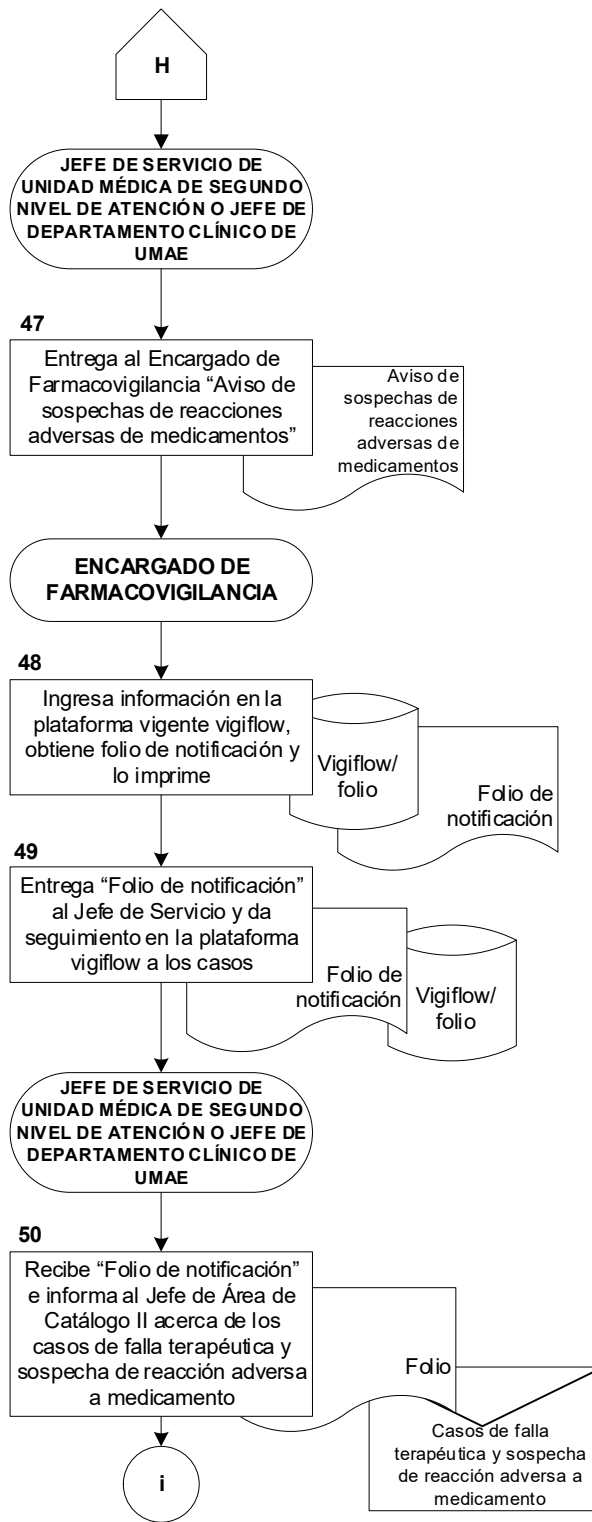 H
JEFE DE SERVICIO DE
UNIDAD MÉDICA DE SEGUNDO
NIVEL DE ATENCIÓN O JEFE DE
DEPARTAMENTO CLÍNICO DE
UMAE
47
Entrega al Encargado de
Farmacovigilancia “Aviso de
sospechas de reacciones
adversas de medicamentos”
Aviso de
sospechas de
reacciones
adversas de
medicamentos
ENCARGADO DE
FARMACOVIGILANCIA
48
Ingresa información en la
plataforma vigente vigiflow,
obtiene folio de notificación y
lo imprime
Vigiflow/
folio
Folio de
notificación
49
Entrega “Folio de notificación”
al Jefe de Servicio y da
seguimiento en la plataforma
vigiflow a los casos
Folio de
notificación
Vigiflow/
folio
JEFE DE SERVICIO DE
UNIDAD MÉDICA DE SEGUNDO
NIVEL DE ATENCIÓN O JEFE DE
DEPARTAMENTO CLÍNICO DE
UMAE
50
Recibe “Folio de notificación”
e informa al Jefe de Área de
Catálogo II acerca de los
casos de falla terapéutica y
sospecha de reacción adversa
a medicamento
Folio
Casos de falla
terapéutica y sospecha
de reacción adversa a
medicamento
i